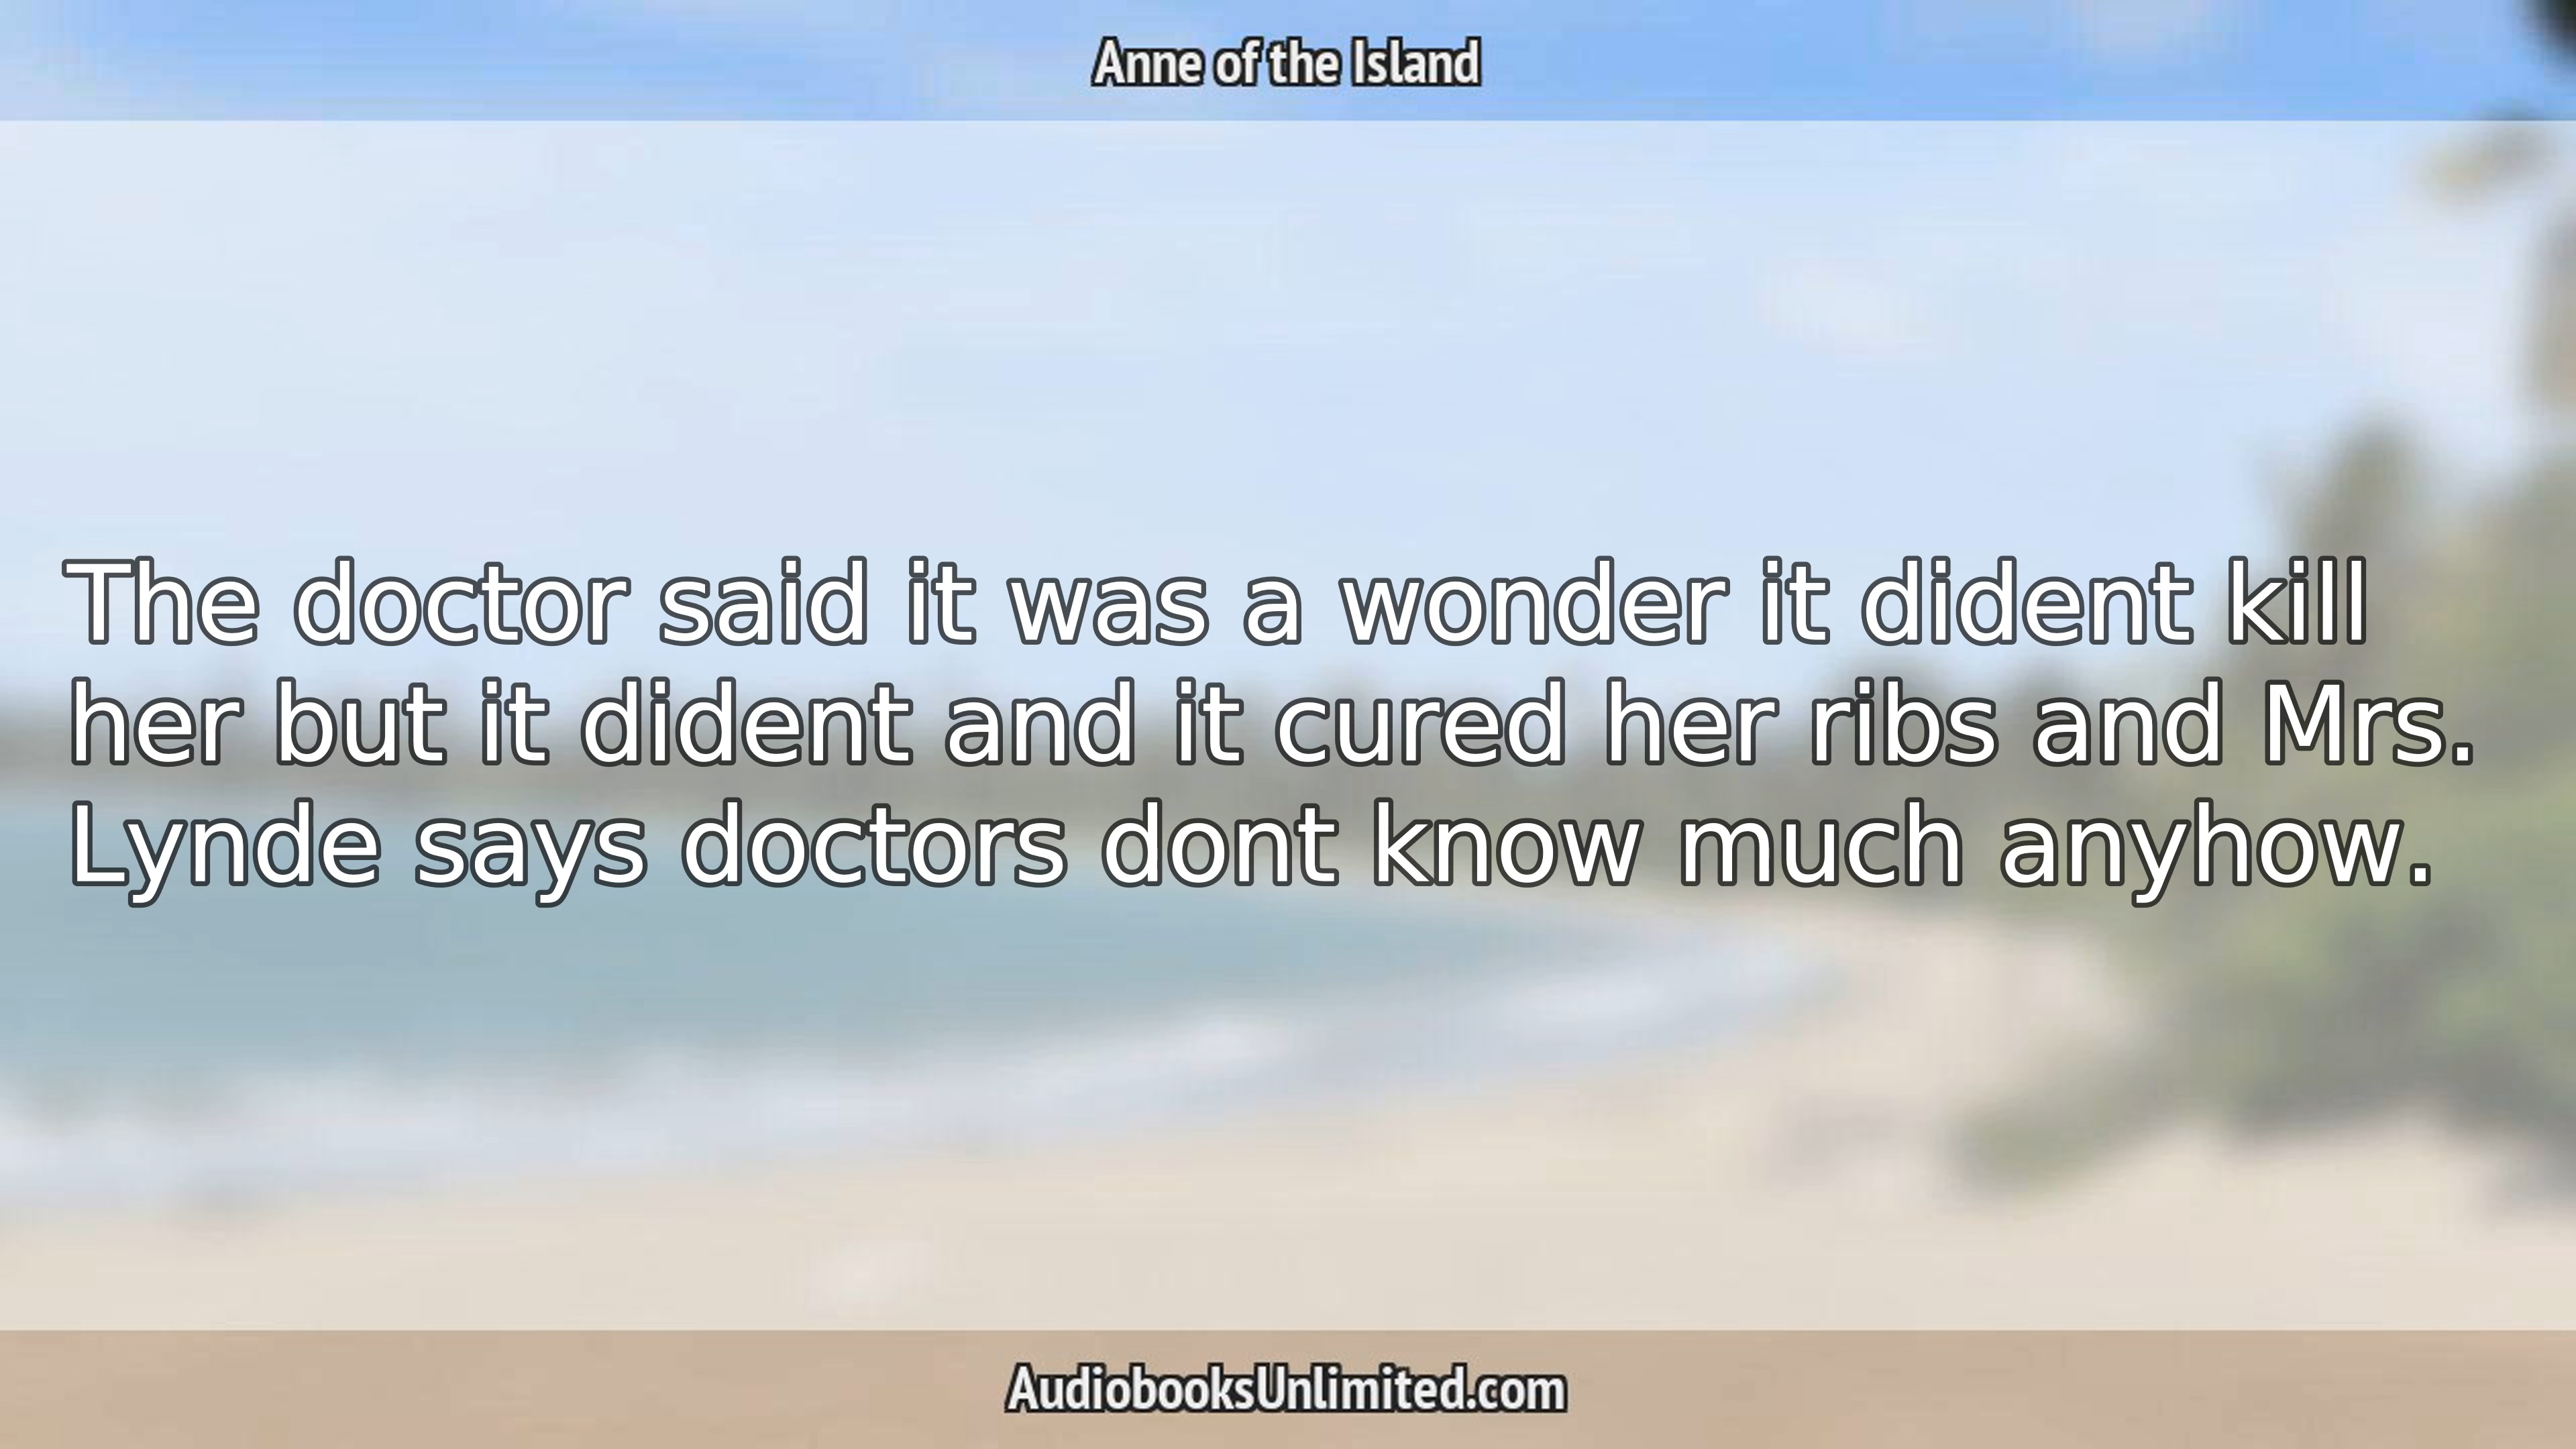 Anne of the Island
The doctor said it was a wonder it dident kill
her but it dident and it cured her ribs and Mrs.
Lynde says doctors dont know much anyhow.
AudiobooksUnlimited.com